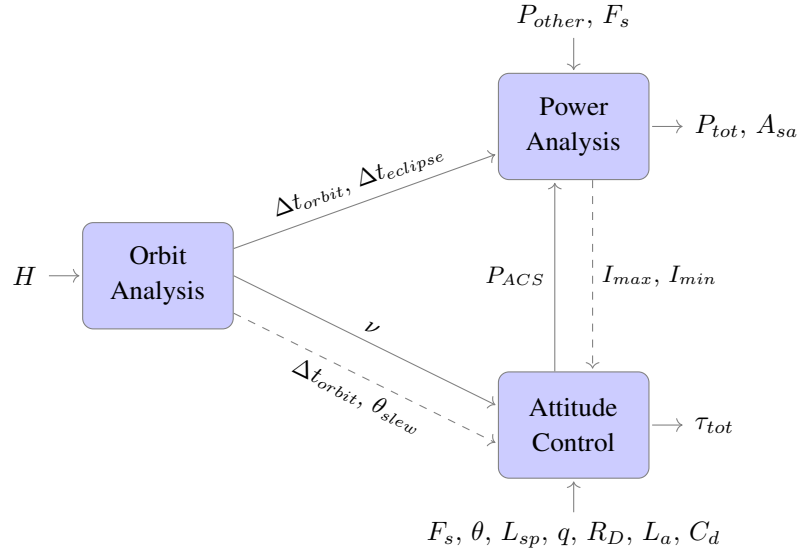 P_other, F_s
Power
Analysis
P_tot, A_sa
Δt_orbit, Δt_eclipse
H
Orbit
Analysis
P_ACS
I_max, I_min
ν
Δt_orbit, θ_slew
Attitude
Control
τ_tot
F_s, θ, L_sp, q, R_D, L_a, C_d